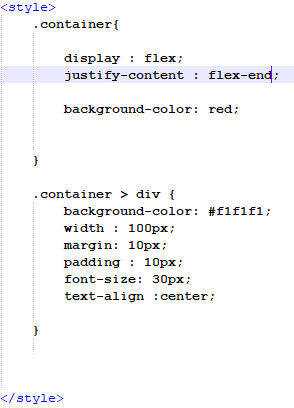 <style>
.container{
display : flex;
justify-content : flex-end;
background-color: red;
}
.container > div {
background-color: #f1f1f1;
width : 100px;
margin: 10px;
padding : 10px;
font-size: 30px;
text-align :center;
}
</style>